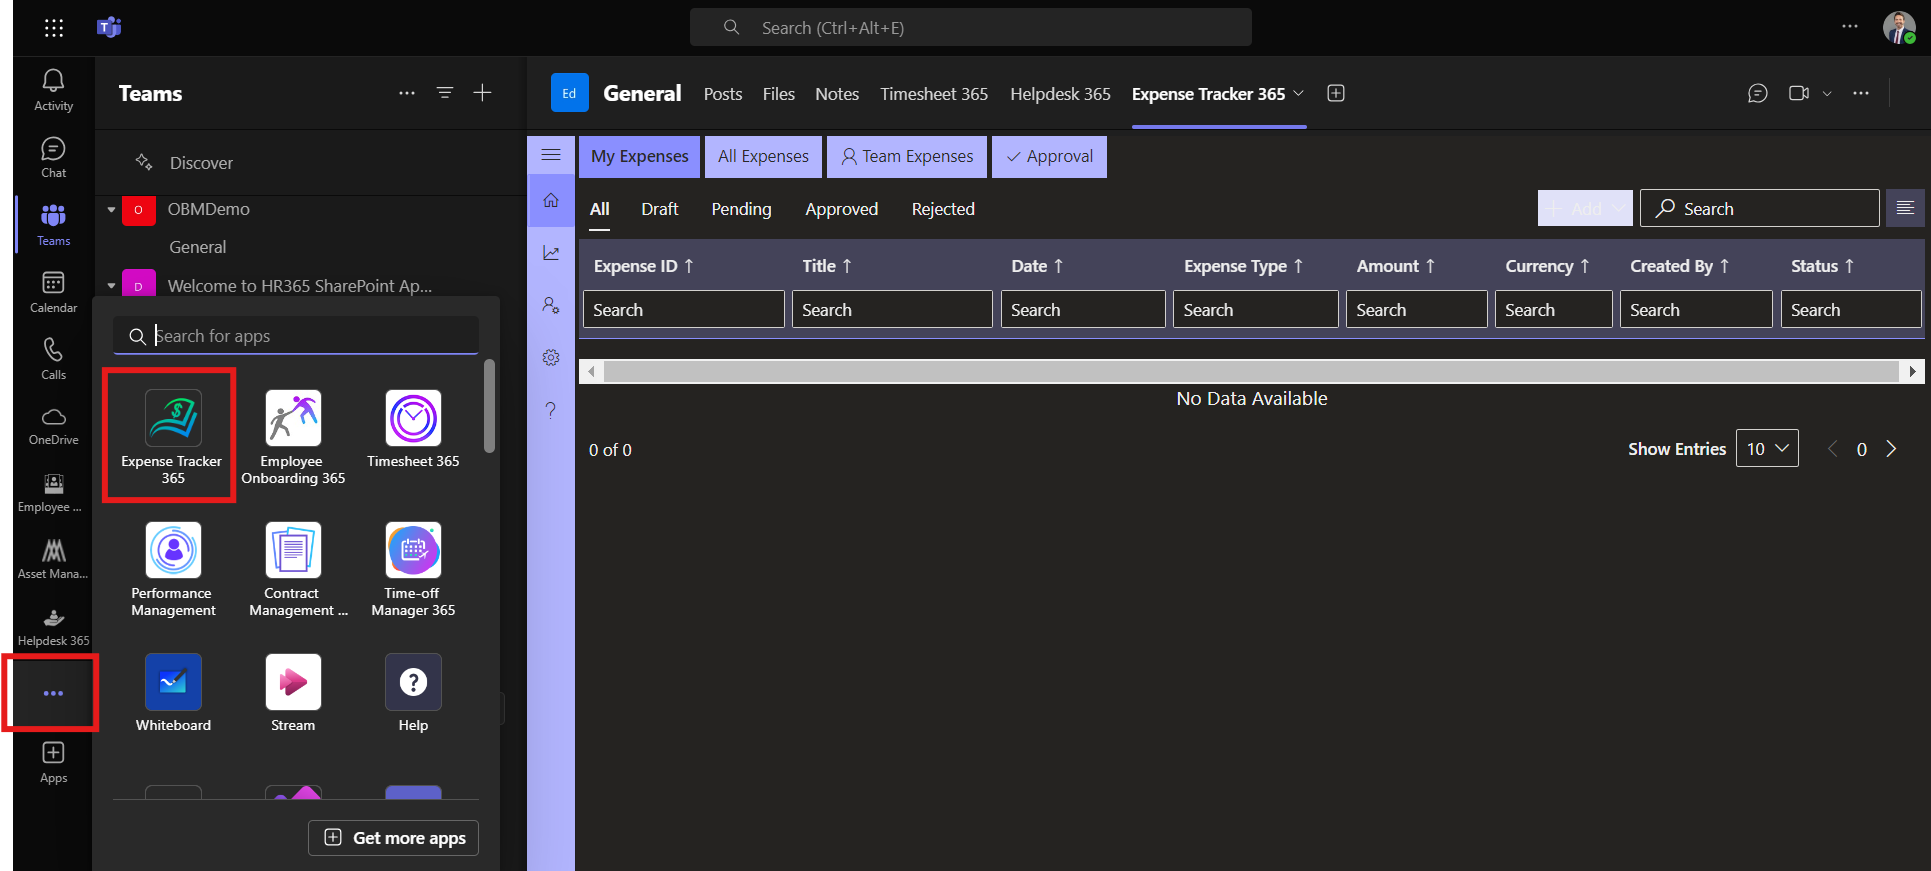 Search (Ctrl+Alt+E)
Activity
Chat
Teams
Calendar
Calls
OneDrive
Employee ...
Asset Mana...
Helpdesk 365
Apps
Teams
Discover
O
OBMDemo
General
D
Welcome to HR365 SharePoint Ap...
Search for apps
Expense Tracker
365
Employee
Onboarding 365
Timesheet 365
Performance
Management
Contract
Management ...
Time-off
Manager 365
Whiteboard
Stream
Help
Get more apps
Ed
General
Posts
Files
Notes
Timesheet 365
Helpdesk 365
Expense Tracker 365
My Expenses
All Expenses
Team Expenses
Approval
All
Draft
Pending
Approved
Rejected
Add
Search
Expense ID ↑
Title ↑
Date ↑
Expense Type ↑
Amount ↑
Currency ↑
Created By ↑
Status ↑
Search
Search
Search
Search
Search
Search
Search
Search
No Data Available
0 of 0
Show Entries
10
0